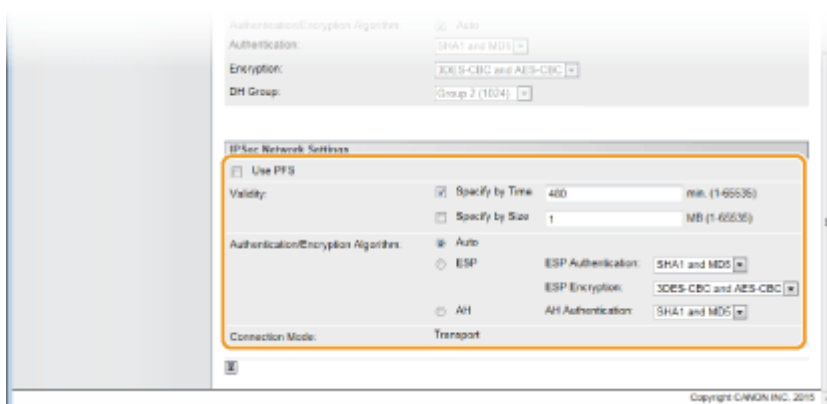 Authentication/Encryption Algorithm: Auto
Authentication: SHA1 and MD5
Encryption: 3DES-CBC and AES-CBC
DH Group: Group 2 (1024)
IPSec Network Settings
Use PFS
Validity: Specify by Time 480 min. (1-65535)
Specify by Size 1 MB (1-65535)
Authentication/Encryption Algorithm: Auto
ESP ESP Authentication: SHA1 and MD5
ESP Encryption: 3DES-CBC and AES-CBC
AH AH Authentication: SHA1 and MD5
Connection Mode: Transport
Copyright CANON INC. 2015